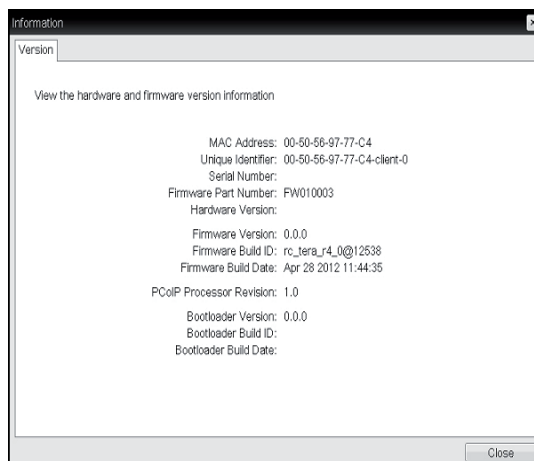 Information
Version
View the hardware and firmware version information
MAC Address: 00-50-56-97-77-C4
Unique Identifier: 00-50-56-97-77-C4-client-0
Serial Number:
Firmware Part Number: FW010003
Hardware Version:
Firmware Version: 0.0.0
Firmware Build ID: rc_tera_r4_0@12538
Firmware Build Date: Apr 28 2012 11:44:35
PCoIP Processor Revision: 1.0
Bootloader Version: 0.0.0
Bootloader Build ID:
Bootloader Build Date:
Close